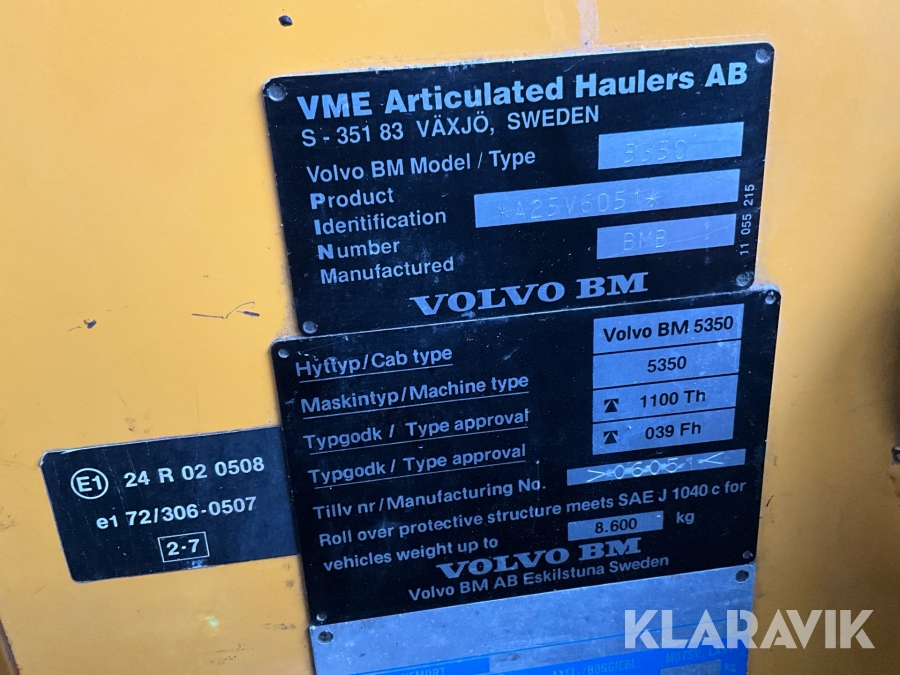 VME Articulated Haulers AB
S - 351 83 VÄXJÖ, SWEDEN
Volvo BM Model / Type 5350
Product
Identification *A25V6051*
Number
Manufactured BMB
11 055 215
VOLVO BM
Hyttyp/Cab type Volvo BM 5350
Maskintyp/Machine type 5350
Typgodk / Type approval 1100 Th
Typgodk / Type approval 039 Fh
Tillv nr/Manufacturing No. >06051<
Roll over protective structure meets SAE J 1040 c for
vehicles weight up to 8.600 kg
VOLVO BM
Volvo BM AB Eskilstuna Sweden
E1 24 R 02 0508
e1 72/306-0507
2-7
KLARAVIK